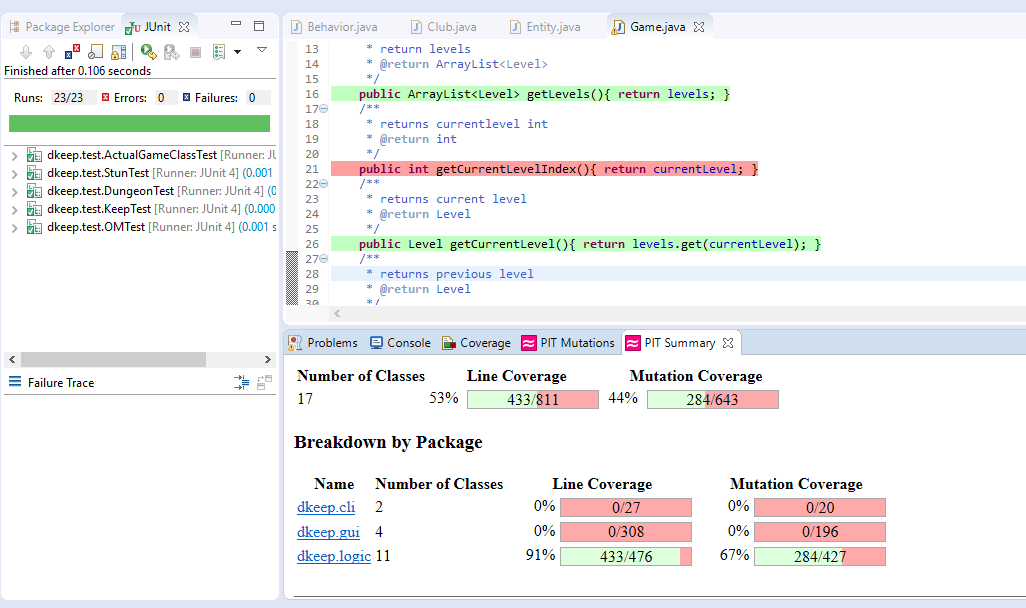 Package Explorer JUnit
Finished after 0.106 seconds
Runs: 23/23 Errors: 0 Failures: 0
dkeep.test.ActualGameClassTest [Runner: JU
dkeep.test.StunTest [Runner: JUnit 4] (0.001
dkeep.test.DungeonTest [Runner: JUnit 4] (0
dkeep.test.KeepTest [Runner: JUnit 4] (0.000
dkeep.test.OMTest [Runner: JUnit 4] (0.001 s
Failure Trace
Behavior.java Club.java Entity.java Game.java
13 * return levels
14 * @return ArrayList<Level>
15 */
16 public ArrayList<Level> getLevels(){ return levels; }
17 /**
18 * returns currentlevel int
19 * @return int
20 */
21 public int getCurrentLevelIndex(){ return currentLevel; }
22 /**
23 * returns current level
24 * @return Level
25 */
26 public Level getCurrentLevel(){ return levels.get(currentLevel); }
27 /**
28 * returns previous level
29 * @return Level
30 */
Problems Console Coverage PIT Mutations PIT Summary
Number of Classes Line Coverage Mutation Coverage
17 53% 433/811 44% 284/643
Breakdown by Package
Name Number of Classes Line Coverage Mutation Coverage
dkeep.cli 2 0% 0/27 0% 0/20
dkeep.gui 4 0% 0/308 0% 0/196
dkeep.logic 11 91% 433/476 67% 284/427